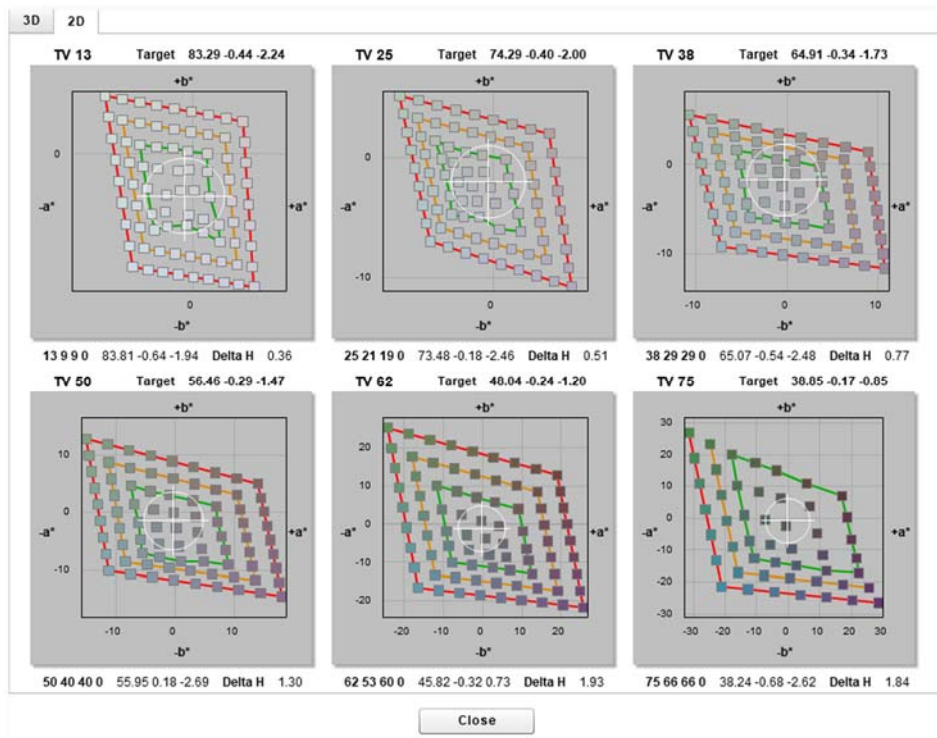 3D 2D
TV 13 Target 83.29 -0.44 -2.24
TV 25 Target 74.29 -0.40 -2.00
TV 38 Target 64.91 -0.34 -1.73
+b* +b* +b*
0 0 0
-a* +a* -a* +a* -a* +a*
-10 -10
0 0 -10 0 10
-b* -b* -b*
13 9 9 0 83.81 -0.64 -1.94 Delta H 0.36
25 21 19 0 73.48 -0.18 -2.46 Delta H 0.51
38 29 29 0 65.07 -0.54 -2.48 Delta H 0.77
TV 50 Target 56.46 -0.29 -1.47
TV 62 Target 48.04 -0.24 -1.20
TV 75 Target 38.85 -0.17 -0.85
+b* +b* +b*
10 0 -10
20 10 0 -10 -20
30 20 10 0 -10 -20 -30
-a* +a* -a* +a* -a* +a*
-10 0 10
-20 -10 0 10 20
-30 -20 -10 0 10 20 30
-b* -b* -b*
50 40 40 0 55.95 0.18 -2.69 Delta H 1.30
62 53 60 0 45.82 -0.32 0.73 Delta H 1.93
75 66 66 0 38.24 -0.68 -2.62 Delta H 1.84
Close